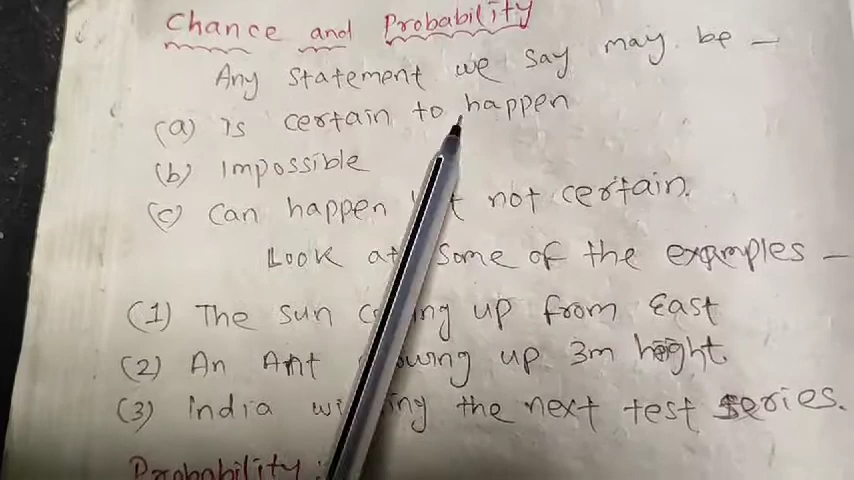 Chance and Probability
Any statement we say may be —
(a) is certain to happen
(b) Impossible
(c) can happen not certain.
Look at some of the examples —
(1) The sun up from East
(2) An Ant up 3m height.
(3) India the next test series.
Probability: